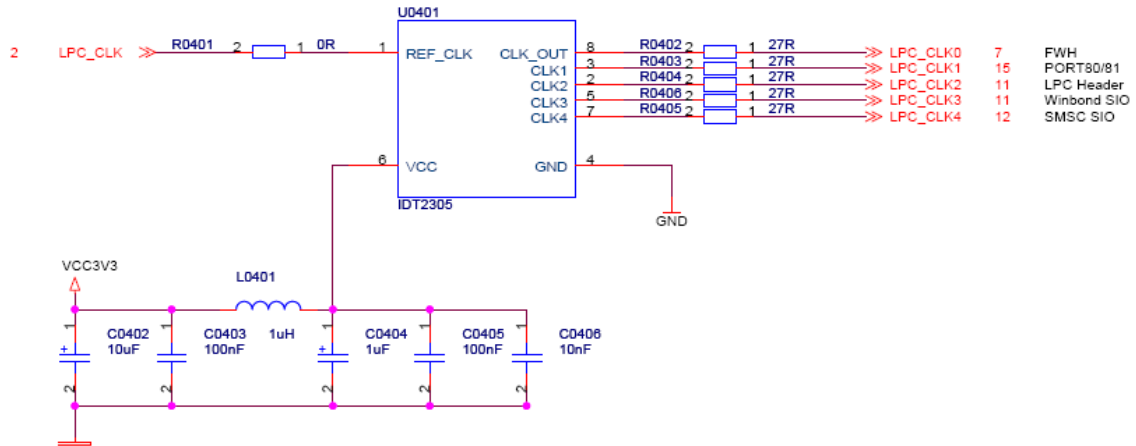 U0401
2 LPC_CLK R0401 2 1 0R 1 REF_CLK CLK_OUT 8 R0402 2 1 27R LPC_CLK0 7 FWH
CLK1 3 R0403 2 1 27R LPC_CLK1 15 PORT80/81
CLK2 2 R0404 2 1 27R LPC_CLK2 11 LPC Header
CLK3 5 R0406 2 1 27R LPC_CLK3 11 Winbond SIO
CLK4 7 R0405 2 1 27R LPC_CLK4 12 SMSC SIO
6 VCC GND 4
IDT2305
GND
VCC3V3
L0401
1 C0402 1 C0403 1uH 1 C0404 1 C0405 1 C0406
+ 10uF 100nF + 1uF 100nF 10nF
2 2 2 2 2